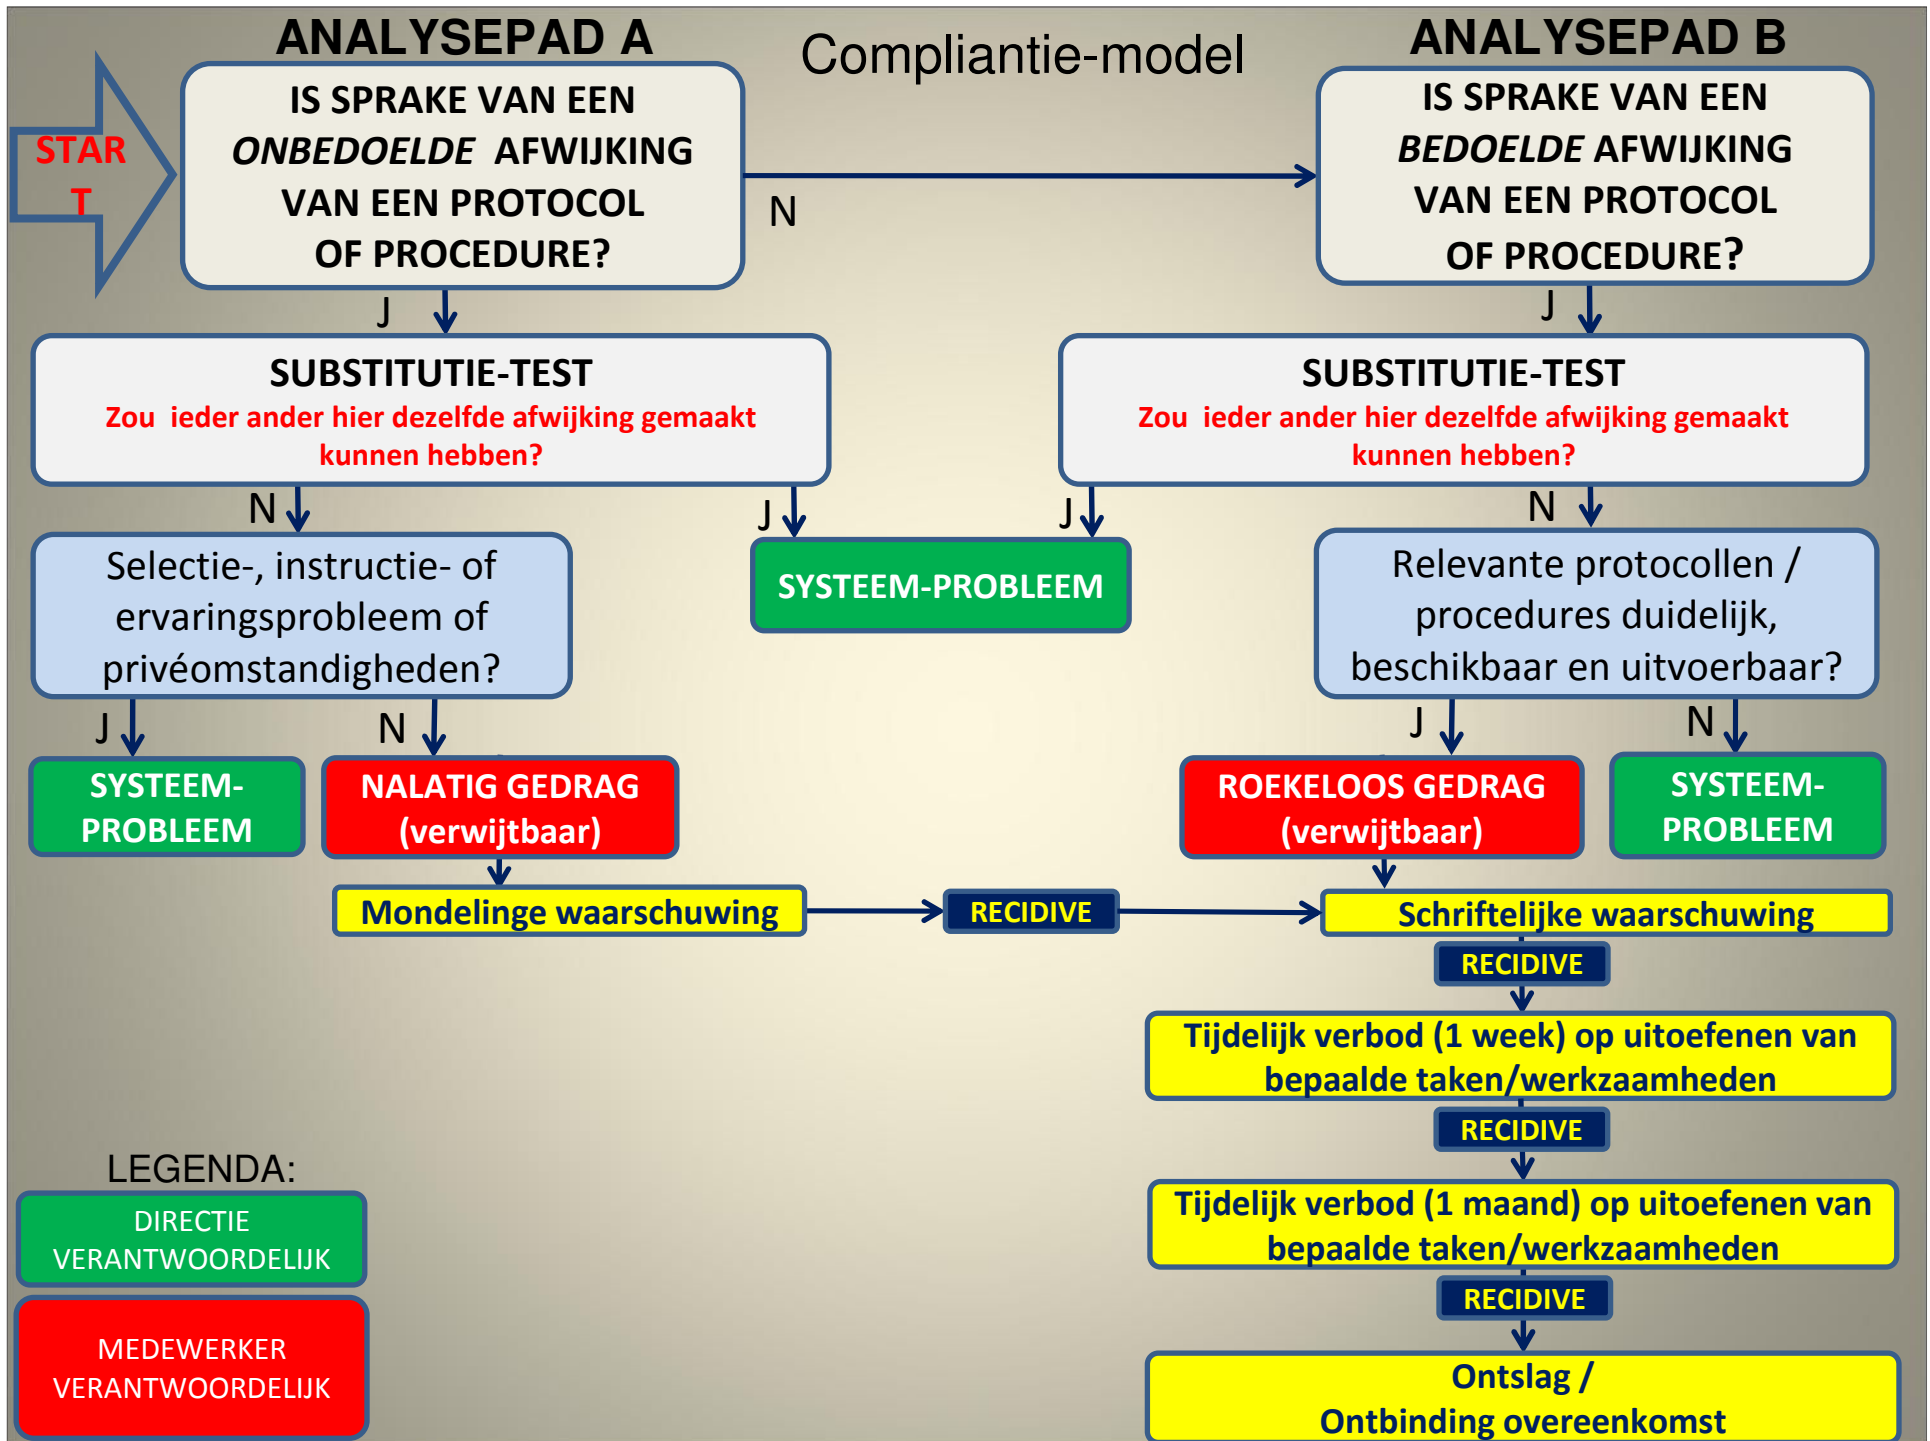 ANALYSEPAD A
Compliantie-model
ANALYSEPAD B
STAR
T
IS SPRAKE VAN EEN
ONBEDOELDE AFWIJKING
VAN EEN PROTOCOL
OF PROCEDURE?
N
IS SPRAKE VAN EEN
BEDOELDE AFWIJKING
VAN EEN PROTOCOL
OF PROCEDURE?
J
J
SUBSTITUTIE-TEST
Zou ieder ander hier dezelfde afwijking gemaakt
kunnen hebben?
SUBSTITUTIE-TEST
Zou ieder ander hier dezelfde afwijking gemaakt
kunnen hebben?
N
J
J
N
Selectie-, instructie- of
ervaringsprobleem of
privéomstandigheden?
SYSTEEM-PROBLEEM
Relevante protocollen /
procedures duidelijk,
beschikbaar en uitvoerbaar?
J
N
J
N
SYSTEEM-
PROBLEEM
NALATIG GEDRAG
(verwijtbaar)
ROEKELOOS GEDRAG
(verwijtbaar)
SYSTEEM-
PROBLEEM
Mondelinge waarschuwing
RECIDIVE
Schriftelijke waarschuwing
RECIDIVE
Tijdelijk verbod (1 week) op uitoefenen van
bepaalde taken/werkzaamheden
RECIDIVE
Tijdelijk verbod (1 maand) op uitoefenen van
bepaalde taken/werkzaamheden
RECIDIVE
Ontslag /
Ontbinding overeenkomst
LEGENDA:
DIRECTIE
VERANTWOORDELIJK
MEDEWERKER
VERANTWOORDELIJK